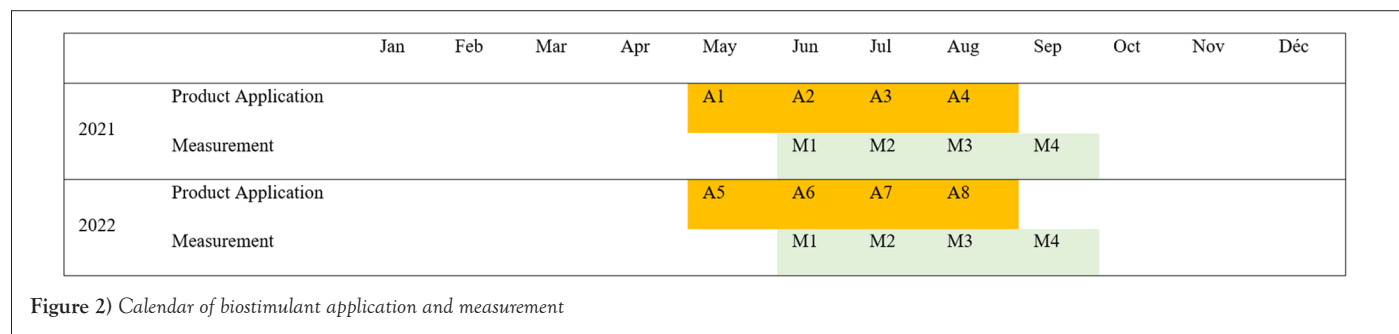 Jan Feb Mar Apr May Jun Jul Aug Sep Oct Nov Déc
Product Application A1 A2 A3 A4
2021
Measurement M1 M2 M3 M4
Product Application A5 A6 A7 A8
2022
Measurement M1 M2 M3 M4
Figure 2) Calendar of biostimulant application and measurement